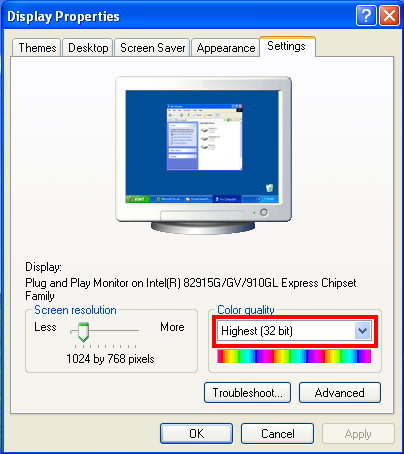 Display Properties
Themes Desktop Screen Saver Appearance Settings
start
Display:
Plug and Play Monitor on Intel(R) 82915G/GV/910GL Express Chipset
Family
Screen resolution
Less More
1024 by 768 pixels
Color quality
Highest (32 bit)
Troubleshoot... Advanced
OK Cancel Apply